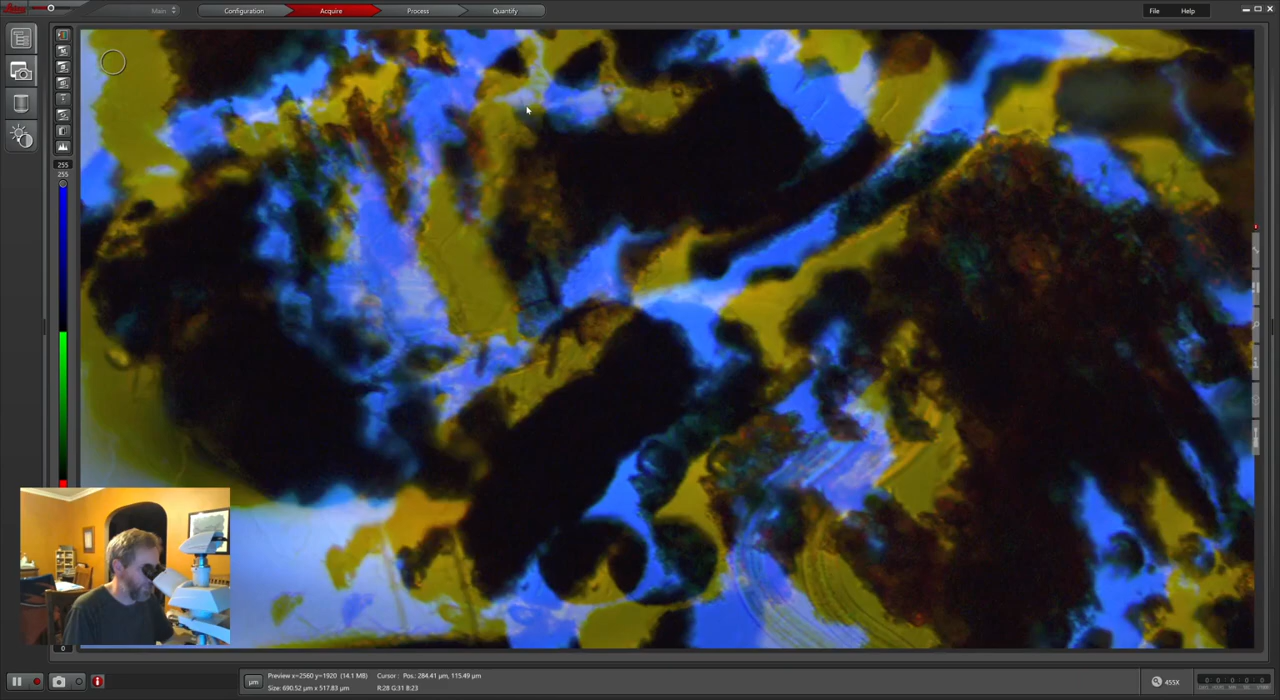 Main
Configuration
Acquire
Process
Quantify
File
Help
255
255
0
µm
Preview x=2560 y=1920 (14.1 MB)
Size: 690.52 µm x 517.83 µm
Cursor : Pos.: 284.41 µm, 115.49 µm
R:28 G:31 B:23
455X